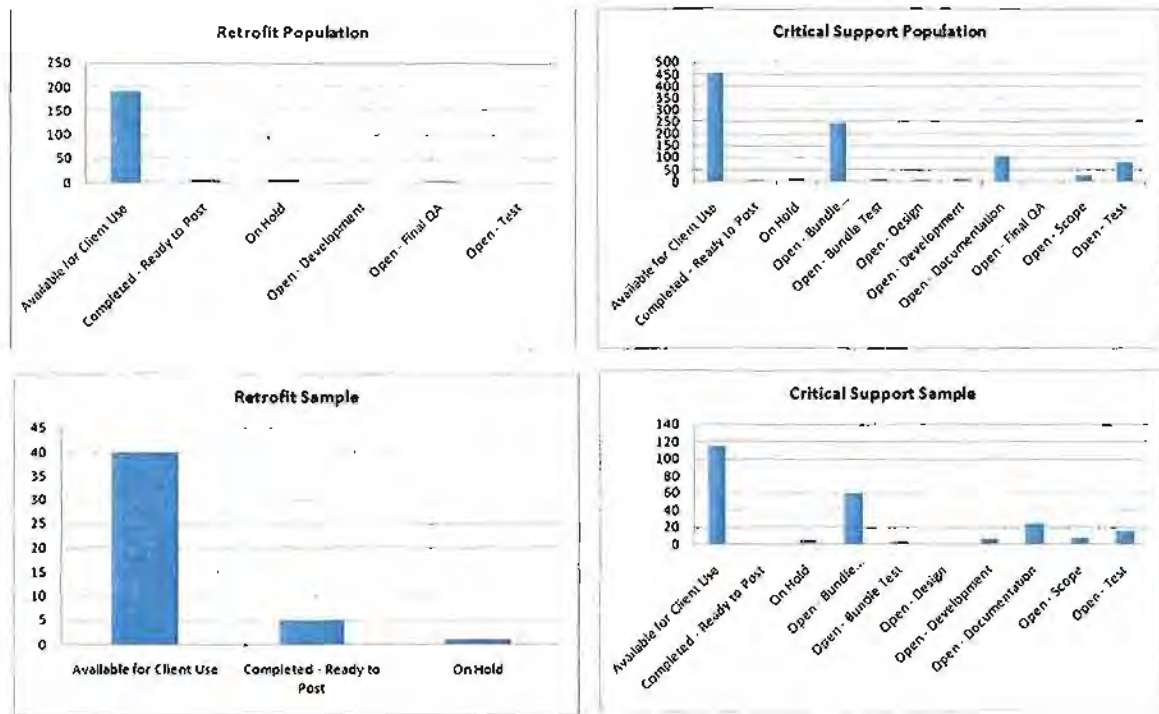 Retrofit Population
250
200
150
100
50
0
Available for Client Use
Completed - Ready to Post
On Hold
Open - Development
Open - Final QA
Open - Test
Critical Support Population
500
450
400
350
300
250
200
150
100
50
0
Available for Client Use
Completed - Ready to Post
On Hold
Open - Bundle...
Open - Bundle Test
Open - Design
Open - Development
Open - Documentation
Open - Final QA
Open - Scope
Open - Test
Retrofit Sample
45
40
35
30
25
20
15
10
5
0
Available for Client Use
Completed - Ready to
Post
On Hold
Critical Support Sample
140
120
100
80
60
40
20
0
Available for Client Use
Completed - Ready to Post
On Hold
Open - Bundle...
Open - Bundle Test
Open - Design
Open - Development
Open - Documentation
Open - Scope
Open - Test